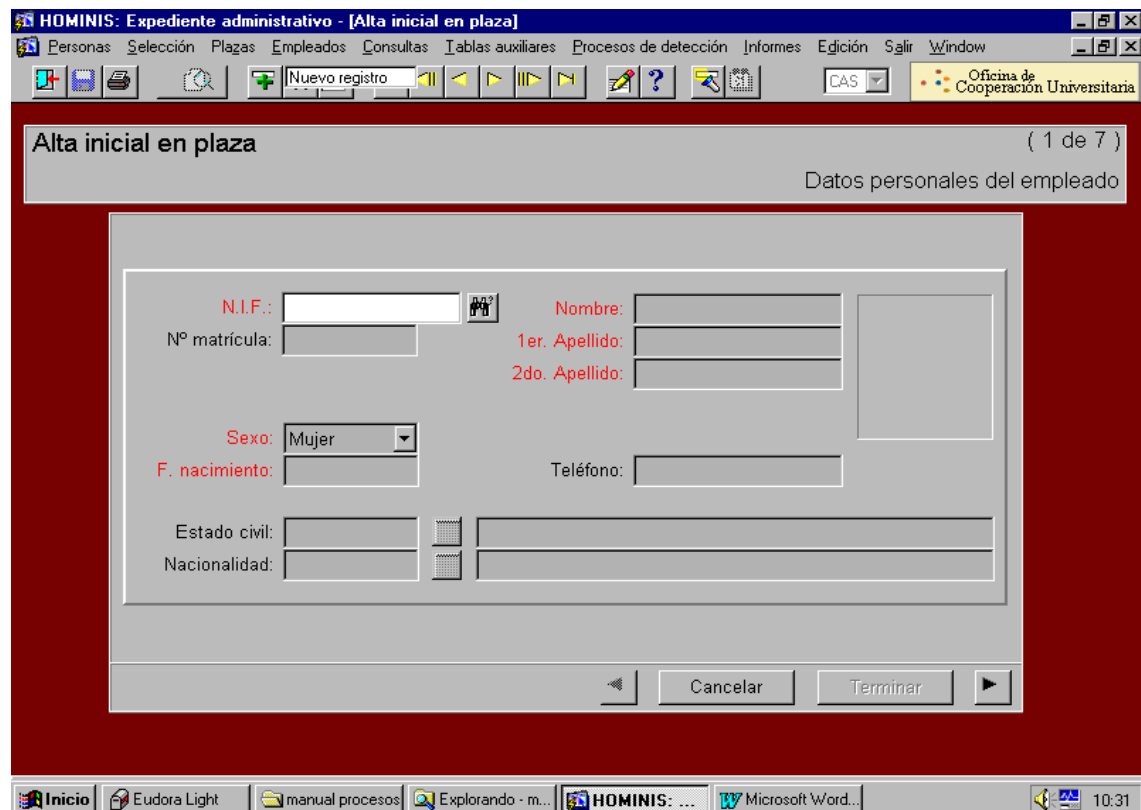 HOMINIS: Expediente administrativo - [Alta inicial en plaza]
Personas Selección Plazas Empleados Consultas Tablas auxiliares Procesos de detección Informes Edición Salir Window
Nuevo registro
CAS
Oficina de
Cooperación Universitaria
Alta inicial en plaza
( 1 de 7 )
Datos personales del empleado
N.I.F.:
Nombre:
Nº matrícula:
1er. Apellido:
2do. Apellido:
Sexo: Mujer
F. nacimiento:
Teléfono:
Estado civil:
Nacionalidad:
Cancelar
Terminar
Inicio Eudora Light manual procesos Explorando - m... HOMINIS: ... Microsoft Word... 10:31